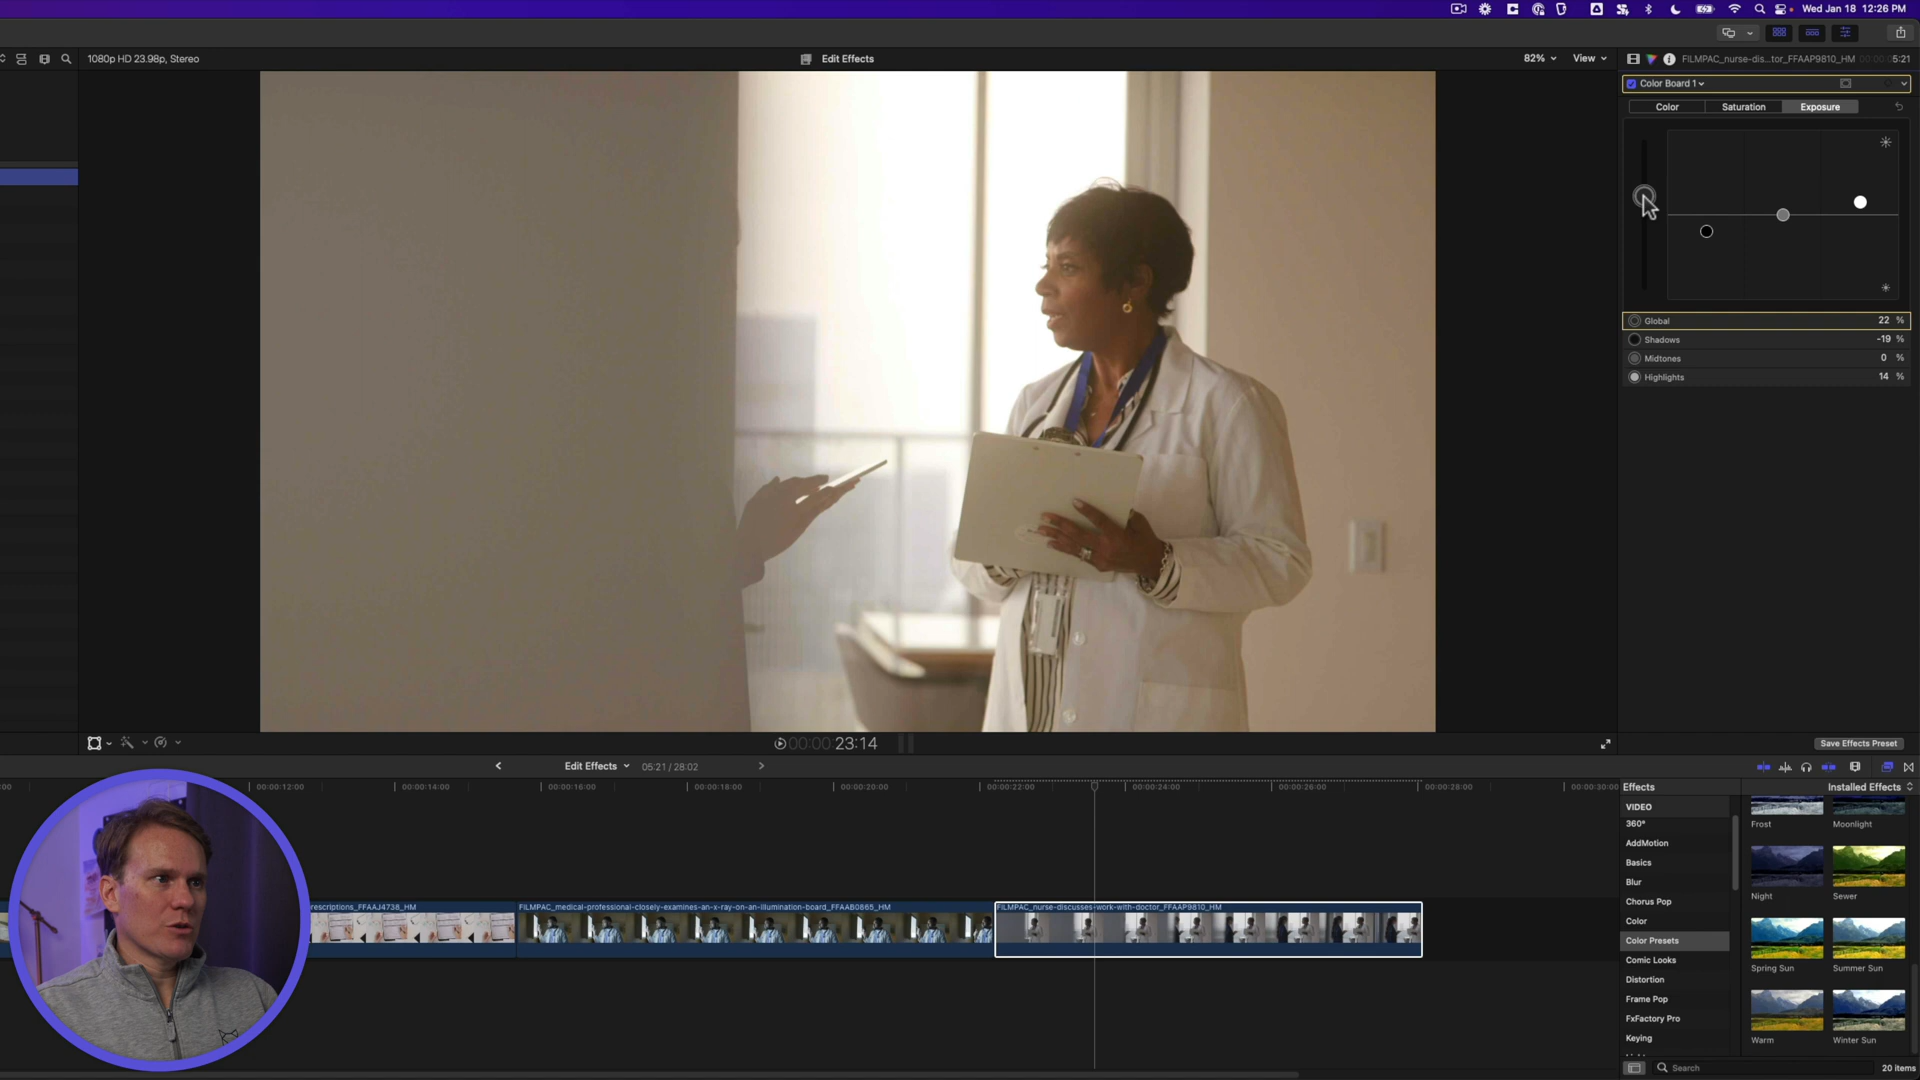 Wed Jan 18 12:26 PM
1080p HD 23.98p, Stereo
Edit Effects
82%
View
FILMPAC_nurse-dis...tor_FFAAP9810_HM
5:21
Color Board 1
Color
Saturation
Exposure
Global 22 %
Shadows -19 %
Midtones 0 %
Highlights 14 %
00:00:23:14
Save Effects Preset
Edit Effects
05:21 / 28:02
00:00:12:00
00:00:14:00
00:00:16:00
00:00:18:00
00:00:20:00
00:00:22:00
00:00:24:00
00:00:26:00
00:00:28:00
00:00:30:00
rescriptions_FFAAJ4738_HM
FILMPAC_medical-professional-closely-examines-an-x-ray-on-an-illumination-board_FFAAB0865_HM
FILMPAC_nurse-discusses-work-with-doctor_FFAAP9810_HM
Effects
Installed Effects
VIDEO
360°
AddMotion
Basics
Blur
Chorus Pop
Color
Color Presets
Comic Looks
Distortion
Frame Pop
FxFactory Pro
Keying
Frost
Moonlight
Night
Sewer
Spring Sun
Summer Sun
Warm
Winter Sun
Search
20 items